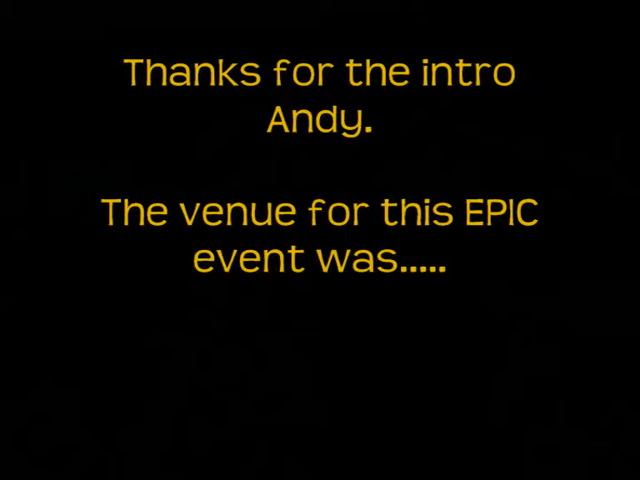 Thanks for the intro
Andy.
The venue for this EPIC
event was.....